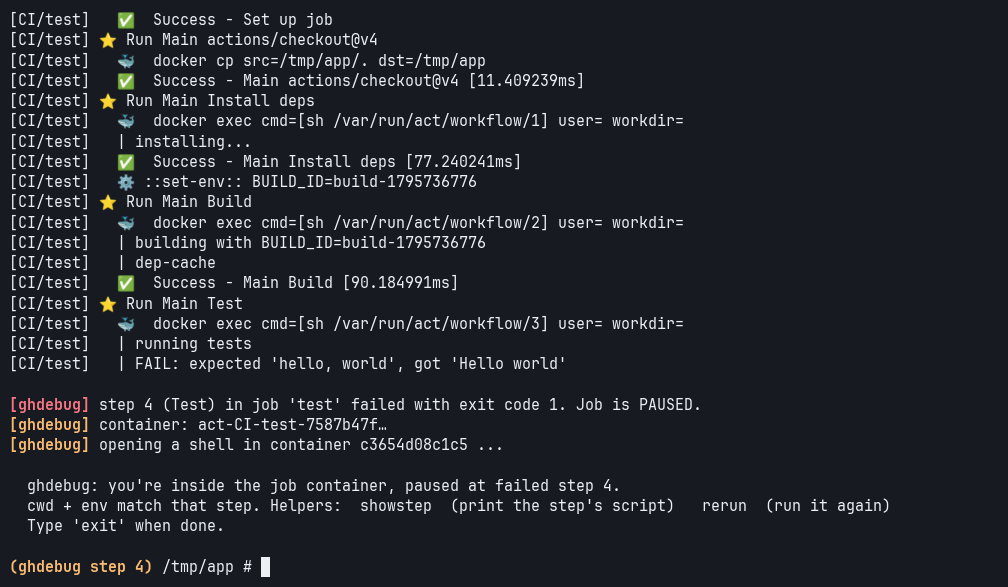 [CI/test]   ✅  Success - Set up job
[CI/test] ⭐ Run Main actions/checkout@v4
[CI/test]   🐳  docker cp src=/tmp/app/. dst=/tmp/app
[CI/test]   ✅  Success - Main actions/checkout@v4 [11.409239ms]
[CI/test] ⭐ Run Main Install deps
[CI/test]   🐳  docker exec cmd=[sh /var/run/act/workflow/1] user= workdir=
[CI/test]   | installing...
[CI/test]   ✅  Success - Main Install deps [77.240241ms]
[CI/test]   ⚙️ ::set-env:: BUILD_ID=build-1795736776
[CI/test] ⭐ Run Main Build
[CI/test]   🐳  docker exec cmd=[sh /var/run/act/workflow/2] user= workdir=
[CI/test]   | building with BUILD_ID=build-1795736776
[CI/test]   | dep-cache
[CI/test]   ✅  Success - Main Build [90.184991ms]
[CI/test] ⭐ Run Main Test
[CI/test]   🐳  docker exec cmd=[sh /var/run/act/workflow/3] user= workdir=
[CI/test]   | running tests
[CI/test]   | FAIL: expected 'hello, world', got 'Hello world'
[ghdebug] step 4 (Test) in job 'test' failed with exit code 1. Job is PAUSED.
[ghdebug] container: act-CI-test-7587b47f…
[ghdebug] opening a shell in container c3654d08c1c5 ...
  ghdebug: you're inside the job container, paused at failed step 4.
  cwd + env match that step. Helpers:  showstep  (print the step's script)   rerun  (run it again)
  Type 'exit' when done.
(ghdebug step 4) /tmp/app #